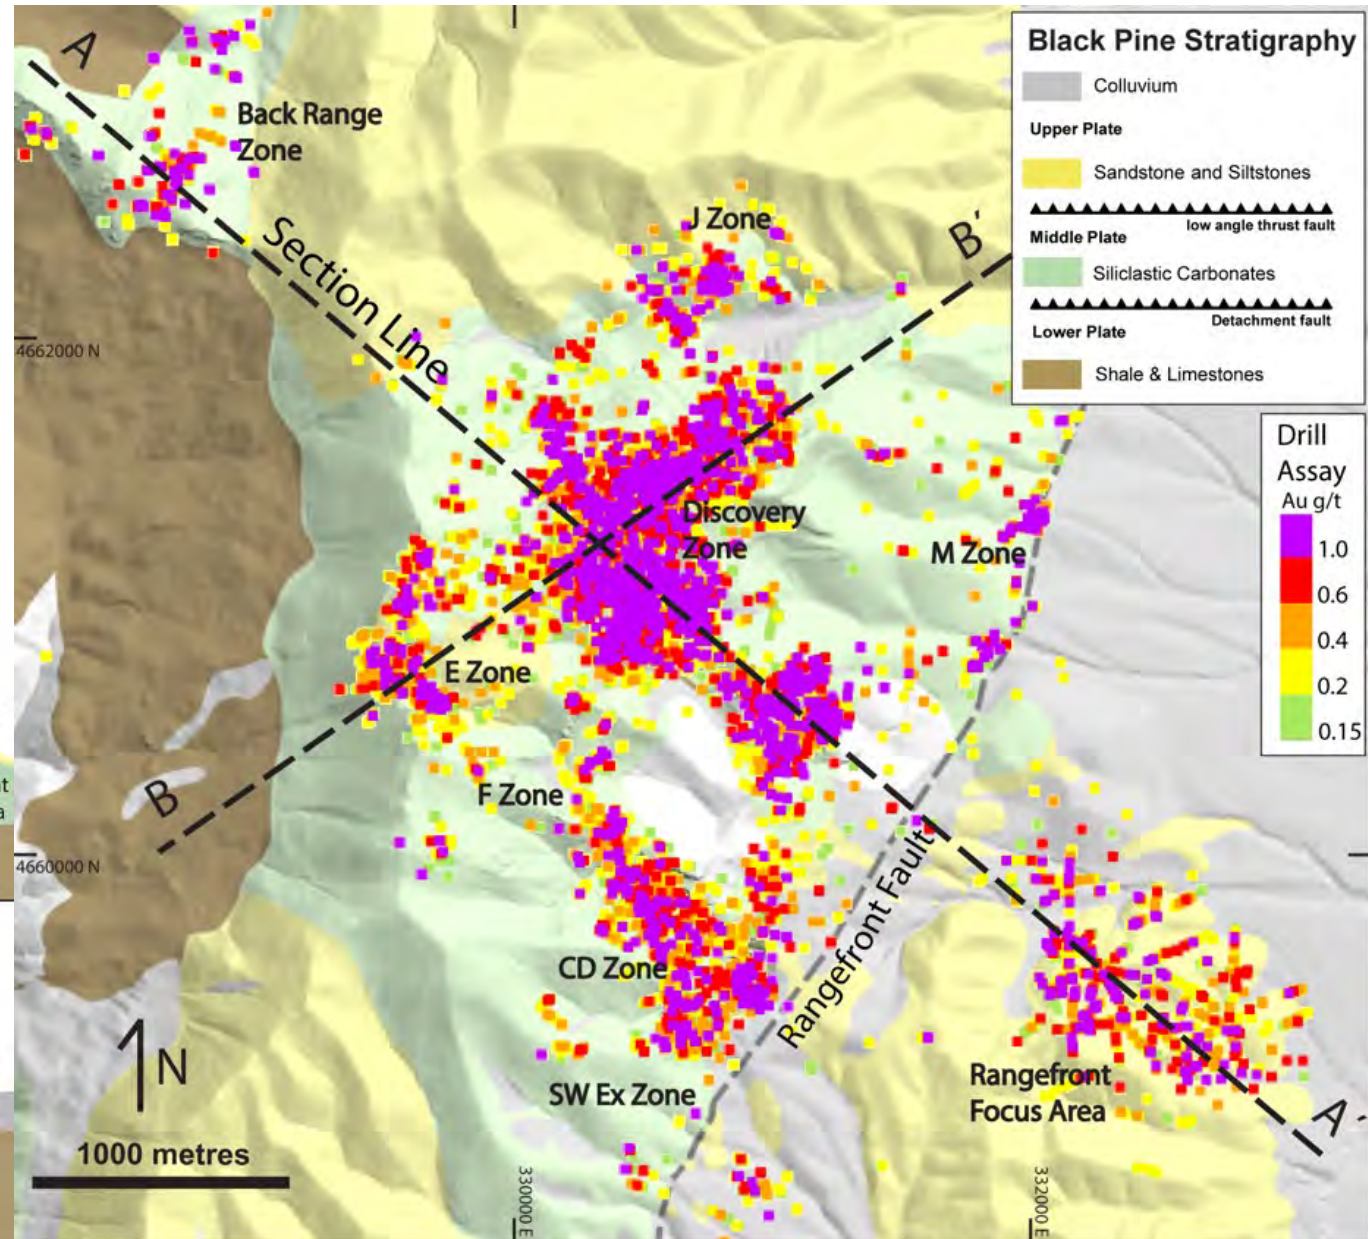 A
Back Range
Zone
Section Line
J Zone
B'
Black Pine Stratigraphy
Colluvium
Upper Plate
Sandstone and Siltstones
low angle thrust fault
Middle Plate
Siliclastic Carbonates
Detachment fault
Lower Plate
Shale & Limestones
4662000 N
Drill
Assay
Au g/t
1.0
0.6
0.4
0.2
0.15
Discovery
Zone
M Zone
E Zone
nt
a
B
F Zone
4660000 N
Rangefront Fault
CD Zone
N
SW Ex Zone
Rangefront
Focus Area
A'
1000 metres
330000 E
332000 E